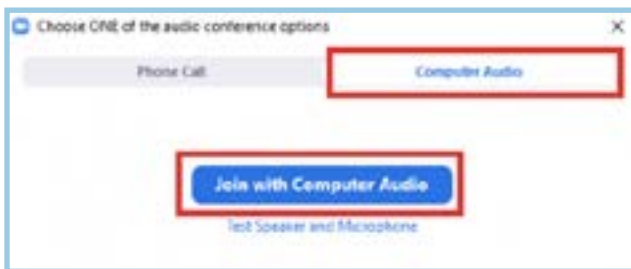 Choose ONE of the audio conference options
Phone Call
Computer Audio
Join with Computer Audio
Test Speaker and Microphone